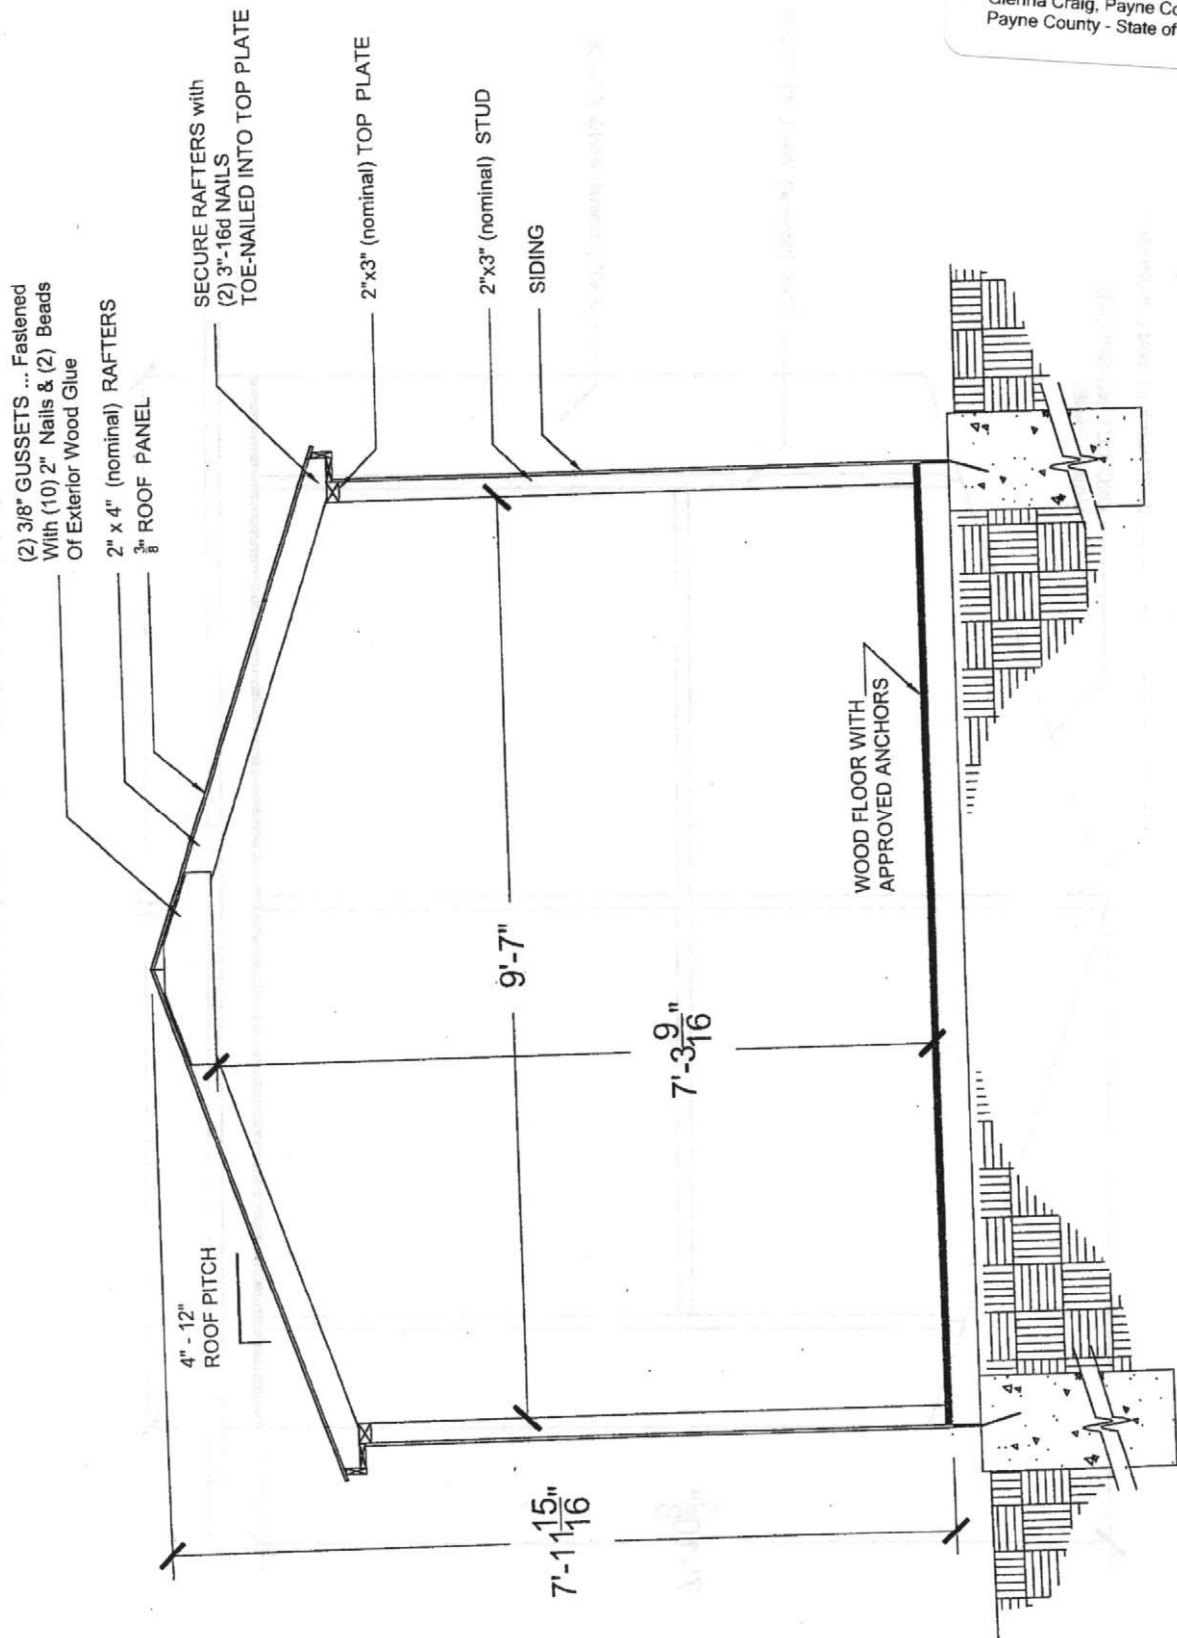 Payne County - State of
(2) 3/8" GUSSETS ... Fastened
With (10) 2" Nails & (2) Beads
Of Exterior Wood Glue
2" x 4" (nominal) RAFTERS
3/8" ROOF PANEL
SECURE RAFTERS with
(2) 3"-16d NAILS
TOE-NAILED INTO TOP PLATE
2"x3" (nominal) TOP PLATE
2"x3" (nominal) STUD
SIDING
4" - 12"
ROOF PITCH
9'-7"
7'-3 9/16"
WOOD FLOOR WITH
APPROVED ANCHORS
7'-11 15/16"